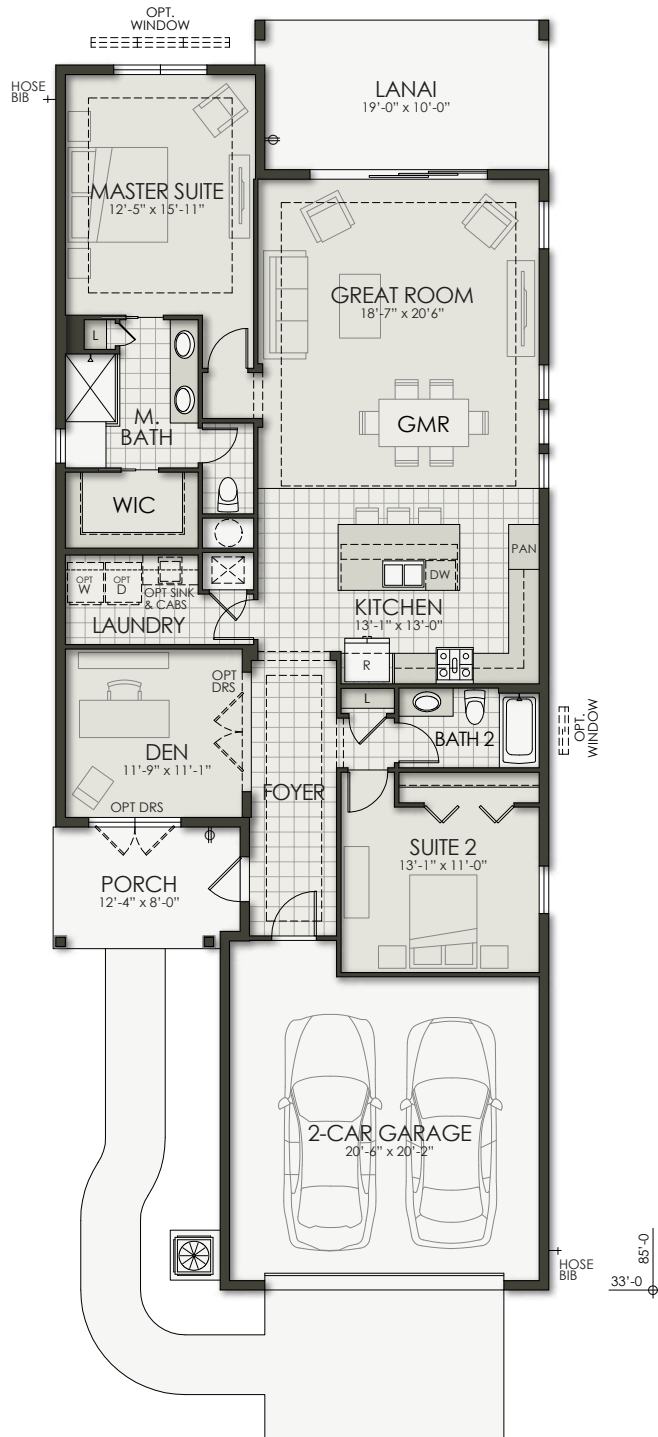 OPT.
WINDOW
HOSE
BIB
LANAI
19'-0" x 10'-0"
MASTER SUITE
12'-5" x 15'-11"
GREAT ROOM
18'-7" x 20'6"
L
M.
BATH
GMR
WIC
PAN
DW
OPT
W
OPT
D
OPT SINK
& CABS
LAUNDRY
KITCHEN
13'-1" x 13'-0"
R
OPT
DRS
L
BATH 2
OPT.
WINDOW
DEN
11'-9" x 11'-1"
FOYER
OPT DRS
SUITE 2
13'-1" x 11'-0"
PORCH
12'-4" x 8'-0"
2-CAR GARAGE
20'-6" x 20'-2"
HOSE
BIB
85'-0
33'-0